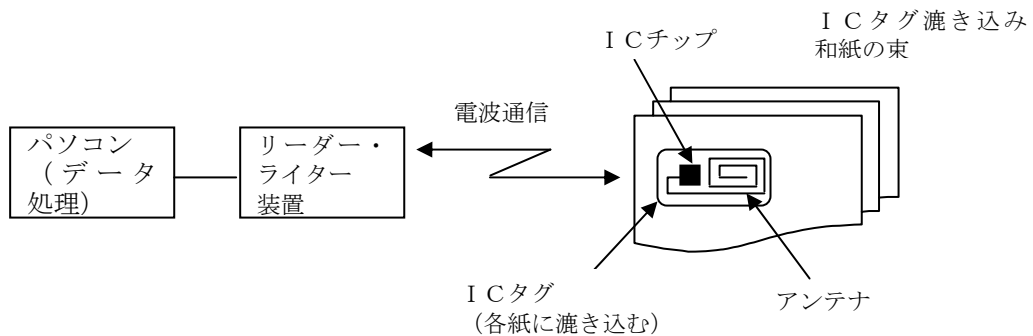 ＩＣタグ漉き込み
和紙の束
ＩＣチップ
電波通信
パソコン
（データ
処理）
リーダー・
ライター
装置
ＩＣタグ
（各紙に漉き込む）
アンテナ